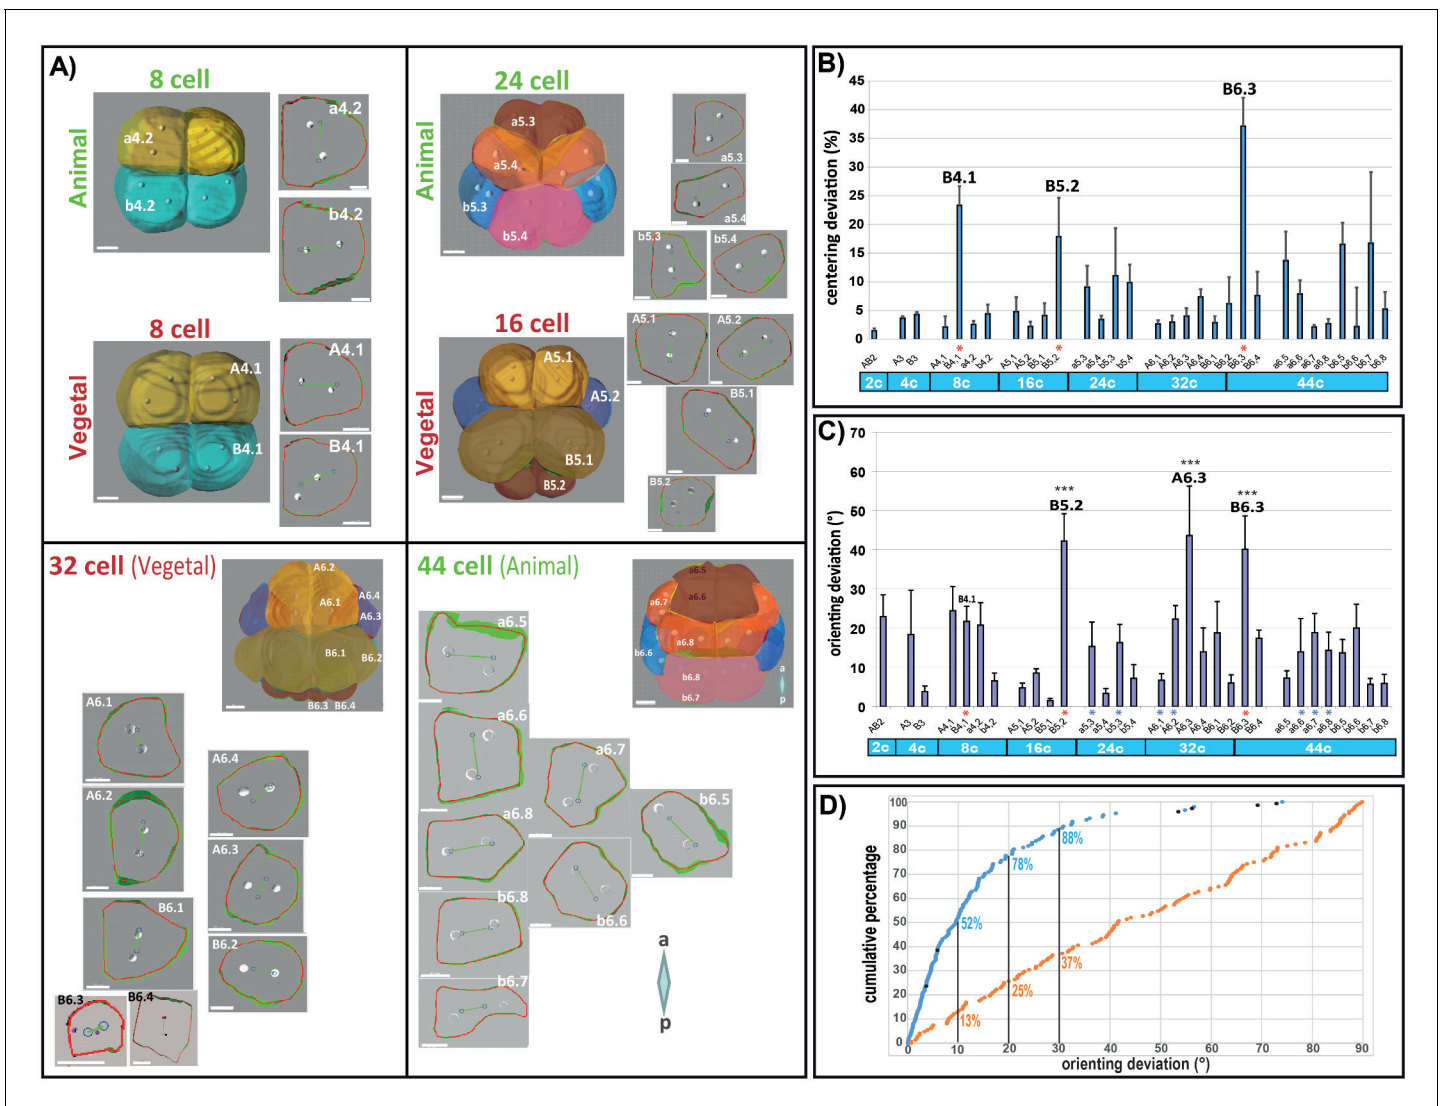 A)
8 cell
Animal
a4.2
b4.2
a4.2
b4.2
8 cell
Vegetal
A4.1
B4.1
A4.1
B4.1
24 cell
Animal
a5.3
a5.4
b5.3
b5.4
a5.3
a5.4
b5.3
b5.4
16 cell
Vegetal
A5.1
A5.2
B5.1
B5.2
A5.1
A5.2
B5.1
B5.2
32 cell (Vegetal)
A6.2
A6.4
A6.1
A6.3
B6.1
B6.2
B6.3 B6.4
A6.1
A6.2
B6.1
B6.3
B6.4
A6.4
A6.3
B6.2
44 cell (Animal)
a6.5
a6.6
a6.7
a6.8
b6.6
b6.8
b6.7
a
p
a6.5
a6.6
a6.7
a6.8
b6.5
b6.8
b6.6
b6.7
a
p
B)
centering deviation (%)
45
40
35
30
25
20
15
10
5
0
B4.1
B5.2
B6.3
AB2 A3 B3 A4,1 B4,1 a4,2 b4,2 A5,1 A5,2 B5,1 B5,2 a5,3 a5,4 b5,3 b5,4 A6,1 A6,2 A6,3 A6,4 B6,1 B6,2 B6,3 B6,4 a6,5 a6,6 a6,7 a6,8 b6,5 b6,6 b6,7 b6,8
* * *
2c 4c 8c 16c 24c 32c 44c
C)
orienting deviation (°)
70
60
50
40
30
20
10
0
B4.1
***
B5.2
***
A6.3
***
B6.3
AB2 A3 B3 A4,1 B4,1 a4,2 b4,2 A5,1 A5,2 B5,1 B5,2 a5,3 a5,4 b5,3 b5,4 A6,1 A6,2 A6,3 A6,4 B6,1 B6,2 B6,3 B6,4 a6,5 a6,6 a6,7 a6,8 b6,5 b6,6 b6,7 b6,8
* * * * * * * * * *
2c 4c 8c 16c 24c 32c 44c
D)
cumulative percentage
100
90
80
70
60
50
40
30
20
10
0
52%
78%
88%
13%
25%
37%
0 10 20 30 40 50 60 70 80 90
orienting deviation (°)